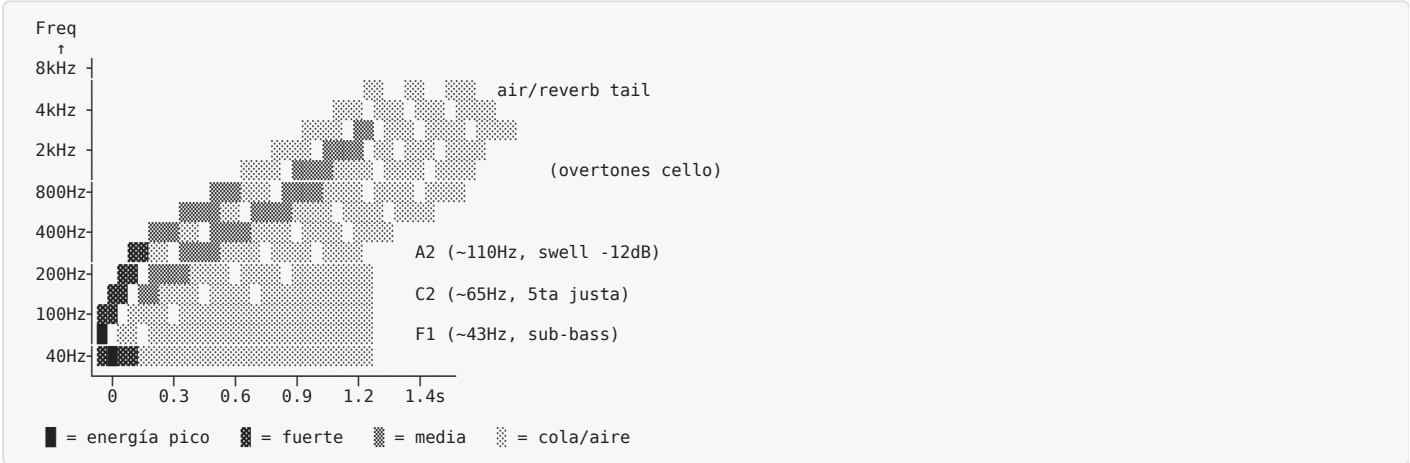 Freq
↑
8kHz
air/reverb tail
4kHz
2kHz
(overtones cello)
800Hz
400Hz
A2 (~110Hz, swell -12dB)
200Hz
C2 (~65Hz, 5ta justa)
100Hz
F1 (~43Hz, sub-bass)
40Hz
0 0.3 0.6 0.9 1.2 1.4s
█ = energía pico ▓ = fuerte ▒ = media ░ = cola/aire